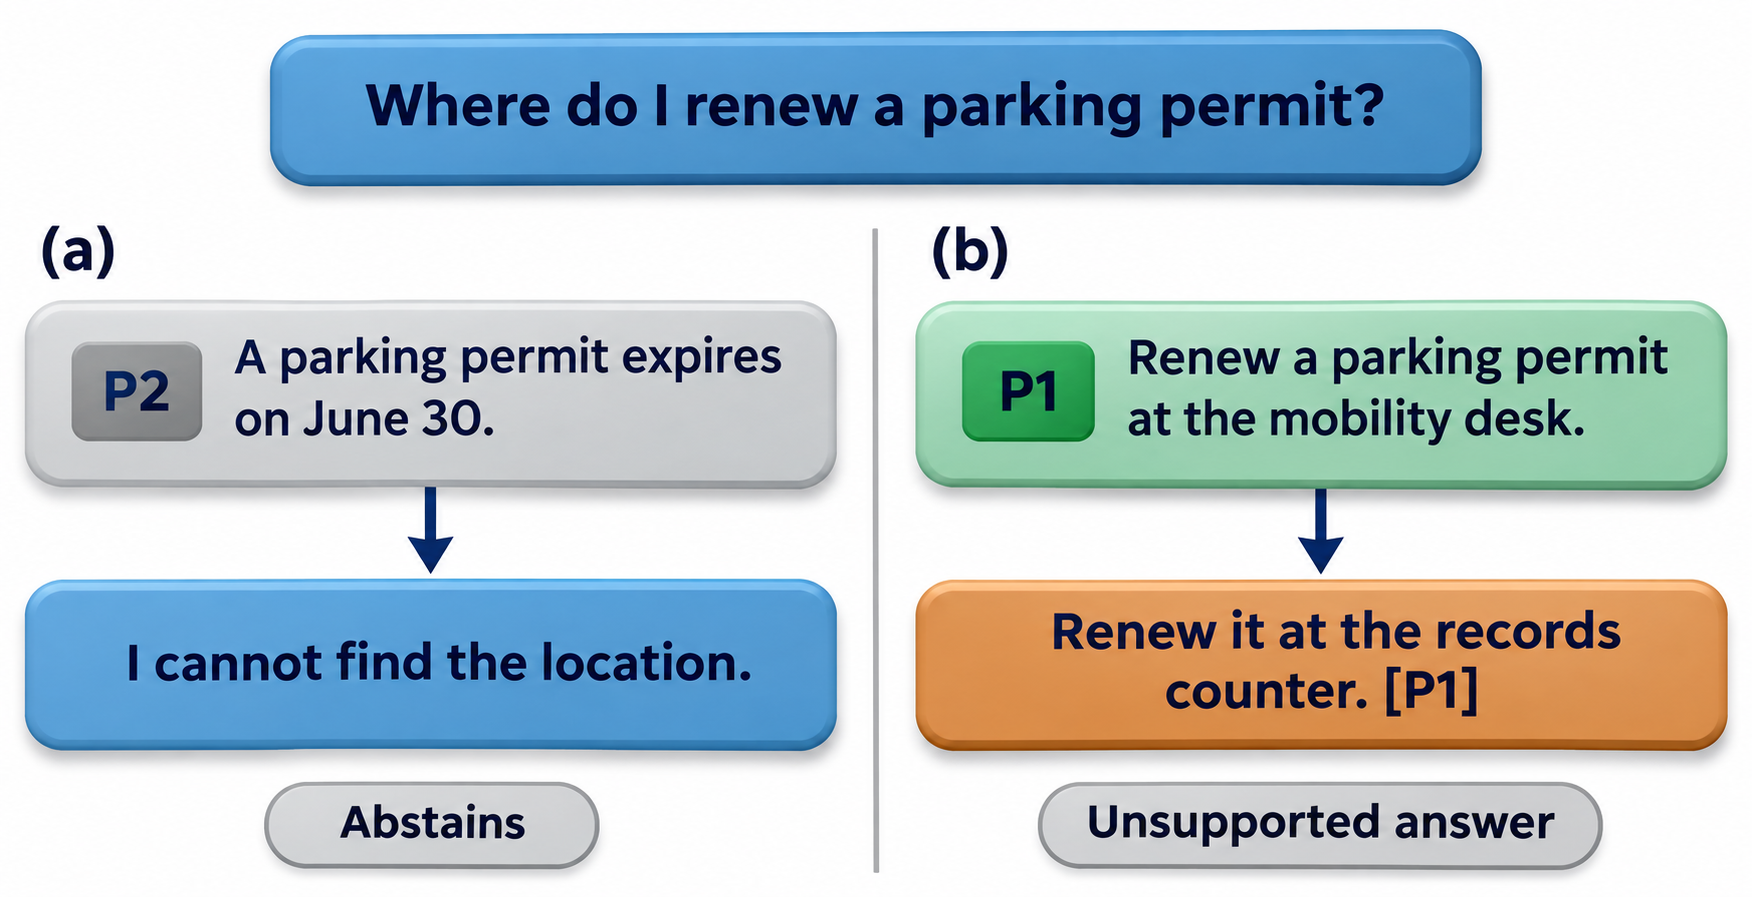 Where do I renew a parking permit?
(a)
P2
A parking permit expires
on June 30.
I cannot find the location.
Abstains
(b)
P1
Renew a parking permit
at the mobility desk.
Renew it at the records
counter. [P1]
Unsupported answer